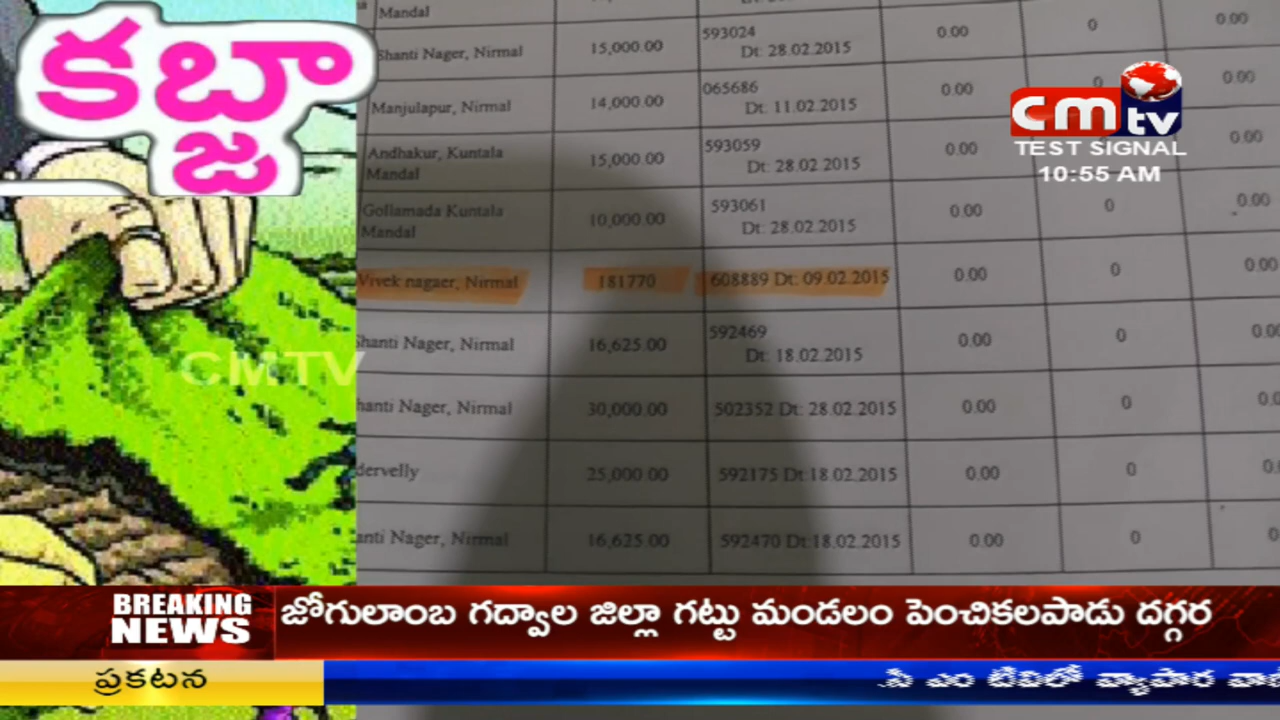 కబ్జా
Mandal
Shanti Nager, Nirmal 15,000.00 593024 0.00 0 0.00
Dt: 28.02.2015
Manjulapur, Nirmal 14,000.00 065686 0.00 0 0.00
Dt. 11.02.2015
Andhakur, Kuntala 15,000.00 593059 0.00 0.00
Mandal Dt: 28.02.2015
Gollamada Kuntala 10,000.00 593061 0.00 0 0.00
Mandal Dt: 28.02.2015
Vivek nagaer, Nirmal 181770 608889 Dt: 09.02.2015 0.00 0 0.00
Shanti Nager, Nirmal 16,625.00 592469 0.00 0
Dt: 18.02.2015
hanti Nager, Nirmal 30,000.00 502352 Dt: 28.02.2015 0.00 0
dervelly 25,000.00 592175 Dt:18.02.2015 0.00 0
anti Nager, Nirmal 16,625.00 592470 Dt:18.02.2015 0.00 0
cm tv
TEST SIGNAL
10:55 AM
CMTV
BREAKING
NEWS
జోగులాంబ గద్వాల జిల్లా గట్టు మండలం పెంచికలపాడు దగ్గర
ప్రకటన
ఎం టివిలో వ్యాపార